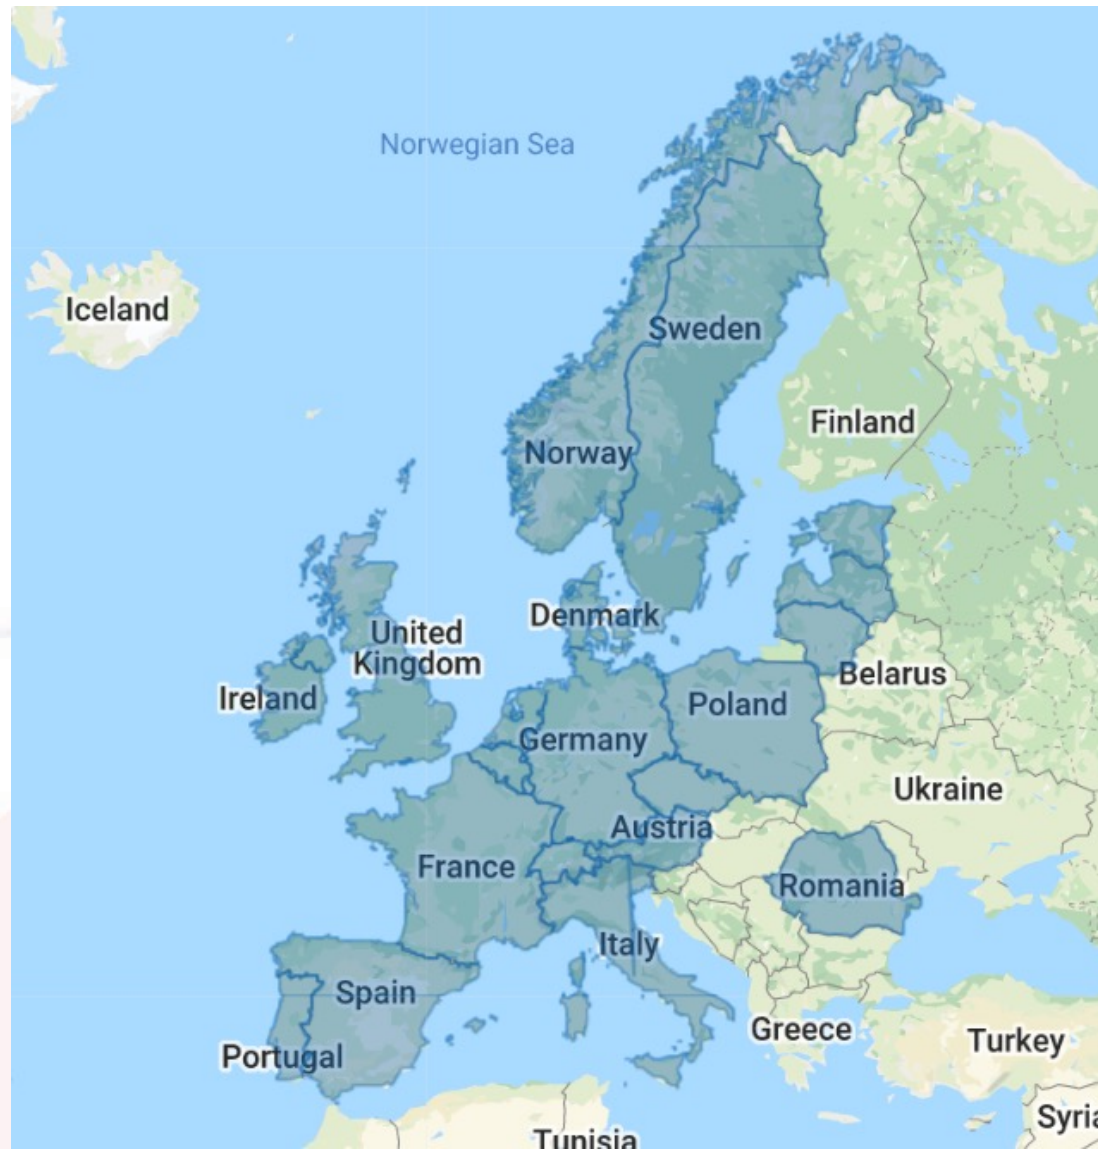 Norwegian Sea
Iceland
Sweden
Finland
Norway
Denmark
United
Kingdom
Ireland
Belarus
Poland
Germany
Ukraine
Austria
France
Romania
Italy
Spain
Greece
Turkey
Portugal
Syria
Tunisia